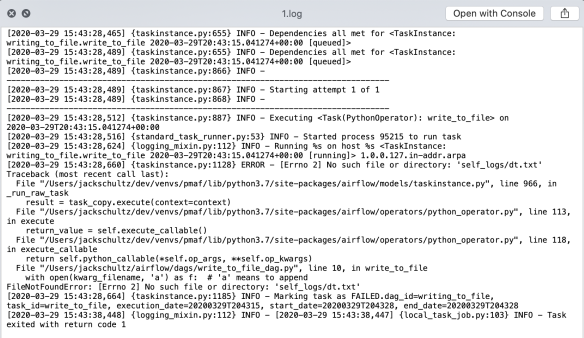 1.log
Open with Console
[2020-03-29 15:43:28,465] {taskinstance.py:655} INFO - Dependencies all met for <TaskInstance:
writing_to_file.write_to_file 2020-03-29T20:43:15.041274+00:00 [queued]>
[2020-03-29 15:43:28,489] {taskinstance.py:655} INFO - Dependencies all met for <TaskInstance:
writing_to_file.write_to_file 2020-03-29T20:43:15.041274+00:00 [queued]>
[2020-03-29 15:43:28,489] {taskinstance.py:866} INFO -
--------------------------------------------------------------------------------
[2020-03-29 15:43:28,489] {taskinstance.py:867} INFO - Starting attempt 1 of 1
[2020-03-29 15:43:28,489] {taskinstance.py:868} INFO -
--------------------------------------------------------------------------------
[2020-03-29 15:43:28,512] {taskinstance.py:887} INFO - Executing <Task(PythonOperator): write_to_file> on
2020-03-29T20:43:15.041274+00:00
[2020-03-29 15:43:28,516] {standard_task_runner.py:53} INFO - Started process 95215 to run task
[2020-03-29 15:43:28,624] {logging_mixin.py:112} INFO - Running %s on host %s <TaskInstance:
writing_to_file.write_to_file 2020-03-29T20:43:15.041274+00:00 [running]> 1.0.0.127.in-addr.arpa
[2020-03-29 15:43:28,660] {taskinstance.py:1128} ERROR - [Errno 2] No such file or directory: 'self_logs/dt.txt'
Traceback (most recent call last):
  File "/Users/jackschultz/dev/venvs/pmaf/lib/python3.7/site-packages/airflow/models/taskinstance.py", line 966, in
_run_raw_task
    result = task_copy.execute(context=context)
  File "/Users/jackschultz/dev/venvs/pmaf/lib/python3.7/site-packages/airflow/operators/python_operator.py", line 113,
in execute
    return_value = self.execute_callable()
  File "/Users/jackschultz/dev/venvs/pmaf/lib/python3.7/site-packages/airflow/operators/python_operator.py", line 118,
in execute_callable
    return self.python_callable(*self.op_args, **self.op_kwargs)
  File "/Users/jackschultz/airflow/dags/write_to_file_dag.py", line 10, in write_to_file
    with open(kwarg_filename, 'a') as f:  # 'a' means to append
FileNotFoundError: [Errno 2] No such file or directory: 'self_logs/dt.txt'
[2020-03-29 15:43:28,664] {taskinstance.py:1185} INFO - Marking task as FAILED.dag_id=writing_to_file,
task_id=write_to_file, execution_date=20200329T204315, start_date=20200329T204328, end_date=20200329T204328
[2020-03-29 15:43:38,448] {logging_mixin.py:112} INFO - [2020-03-29 15:43:38,447] {local_task_job.py:103} INFO - Task
exited with return code 1